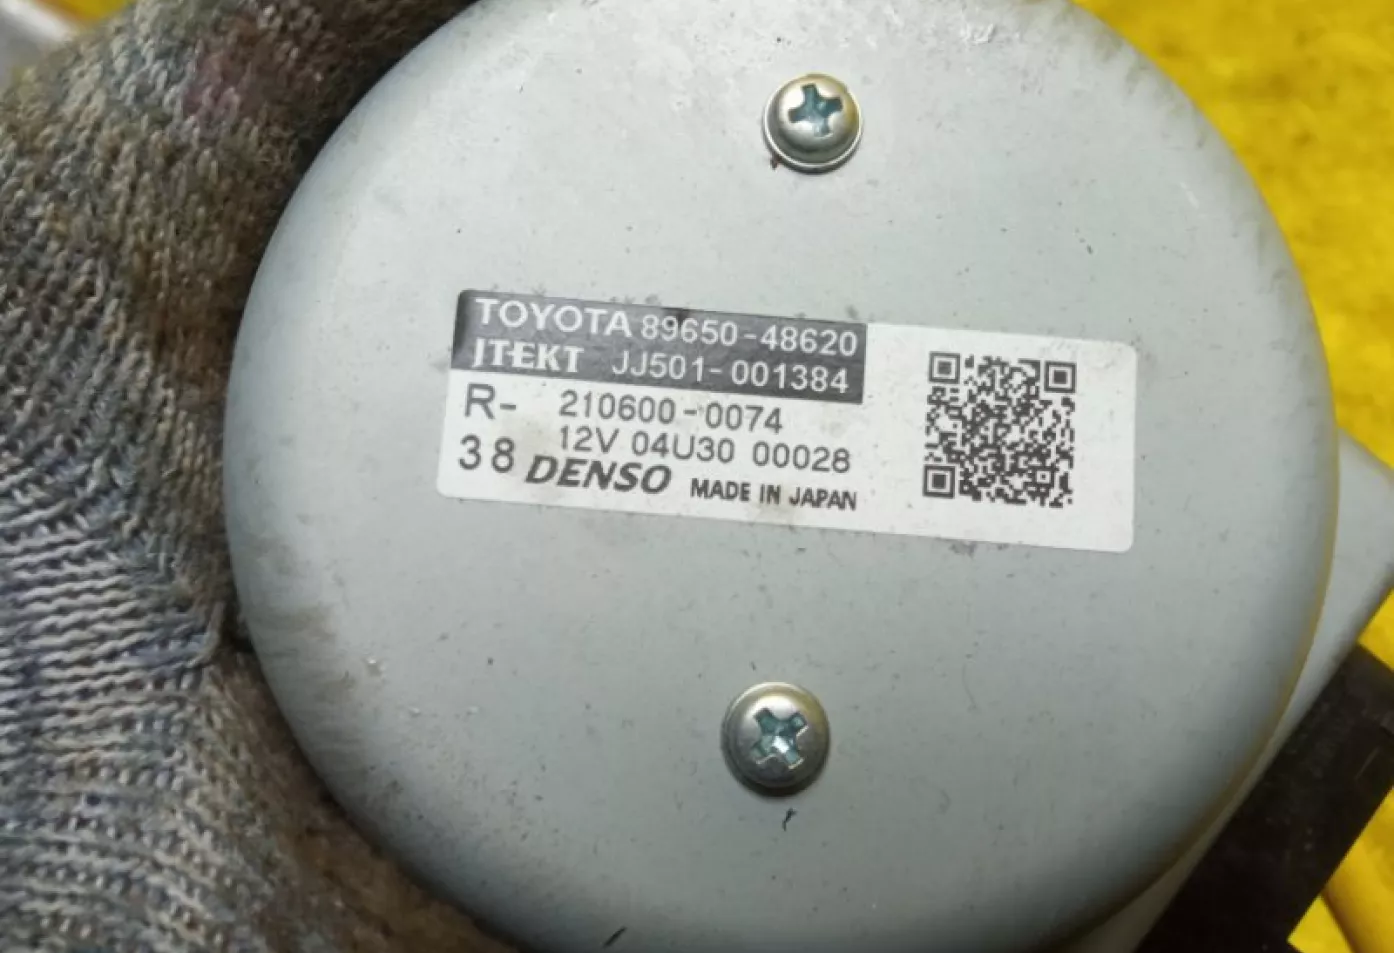 TOYOTA 89650-48620
JTEKT JJ501-001384
R- 210600-0074
12V 04U30 00028
38 DENSO MADE IN JAPAN